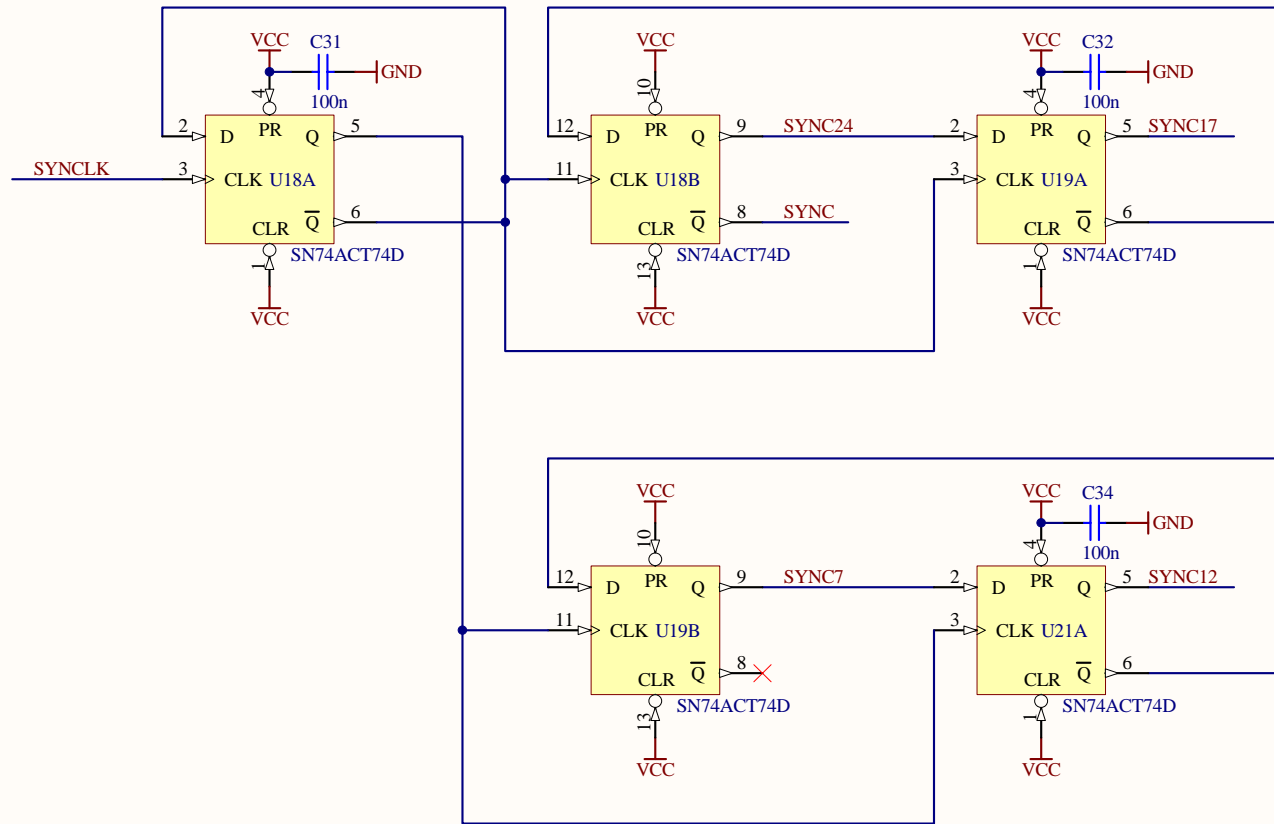 VCC
C31
GND
100n
4
PR
2
D
Q
5
SYNCLK
3
CLK
U18A
6
CLR
Q
1
SN74ACT74D
VCC
VCC
10
PR
12
D
Q
9
SYNC24
11
CLK
U18B
8
SYNC
CLR
Q
13
SN74ACT74D
VCC
VCC
C32
GND
100n
4
PR
2
D
Q
5
SYNC17
3
CLK
U19A
6
CLR
Q
1
SN74ACT74D
VCC
VCC
10
PR
12
D
Q
9
SYNC7
11
CLK
U19B
8
CLR
Q
13
SN74ACT74D
VCC
VCC
C34
GND
100n
4
PR
2
D
Q
5
SYNC12
3
CLK
U21A
6
CLR
Q
1
SN74ACT74D
VCC